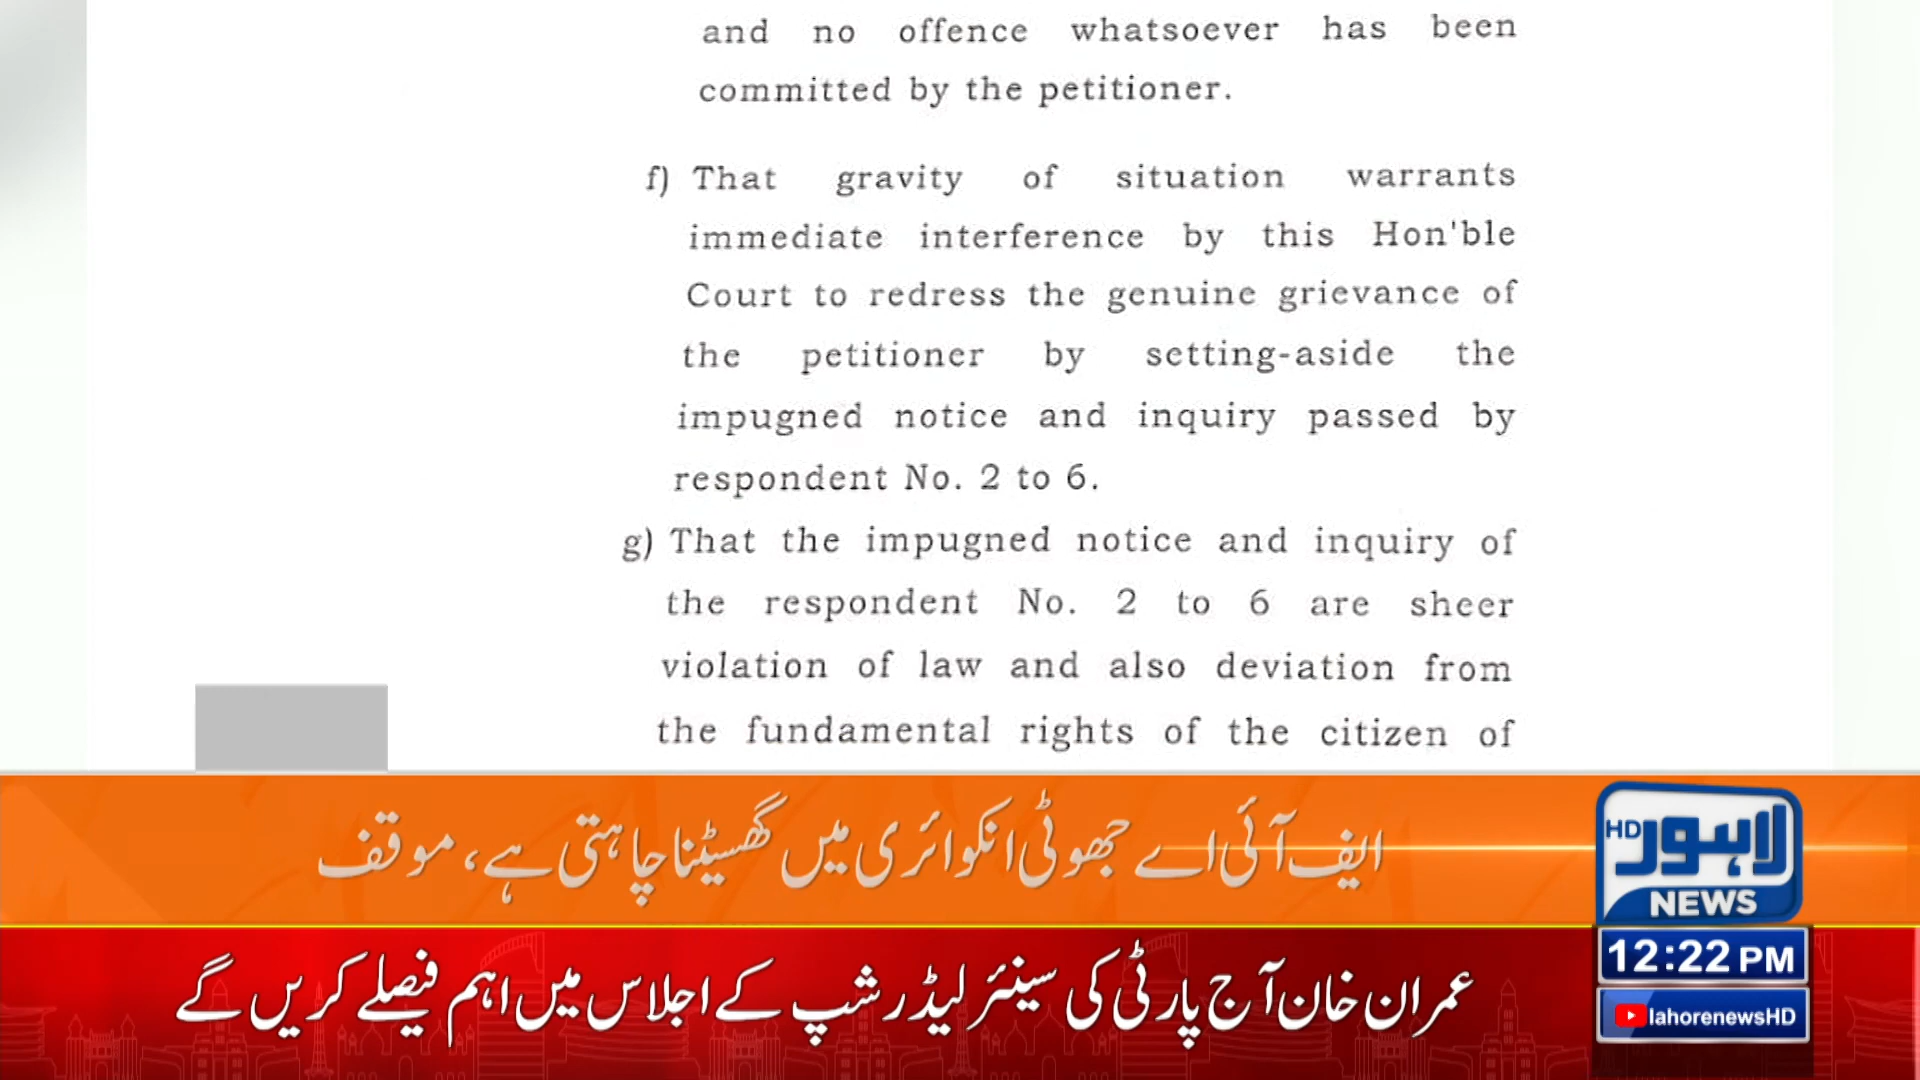 and no offence whatsoever has been
committed by the petitioner.
f) That gravity of situation warrants
immediate interference by this Hon'ble
Court to redress the genuine grievance of
the petitioner by setting-aside the
impugned notice and inquiry passed by
respondent No. 2 to 6.
g) That the impugned notice and inquiry of
the respondent No. 2 to 6 are sheer
violation of law and also deviation from
the fundamental rights of the citizen of
ایف آئی اے جھوٹی انکوائری میں گھسیٹنا چاہتی ہے، موقف
لاہور HD
NEWS
12:22 PM
عمران خان آج پارٹی کی سینئر لیڈر شپ کے اجلاس میں اہم فیصلے کریں گے
lahorenewsHD